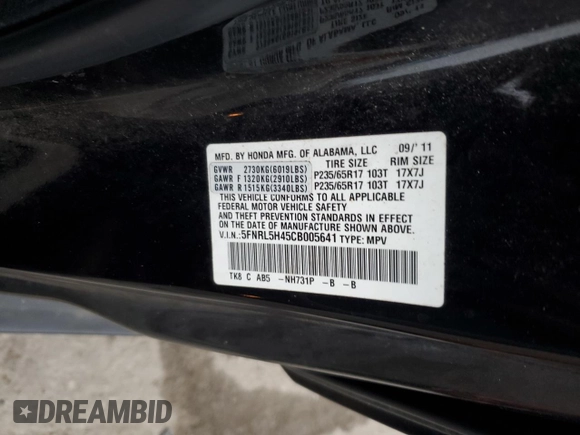 MFD. BY HONDA MFG. OF ALABAMA, LLC 09/'11
TIRE SIZE RIM SIZE
GVWR 2730KG(6019LBS)
GAWR F 1320KG(2910LBS) P235/65R17 103T 17X7J
GAWR R 1515KG(3340LBS) P235/65R17 103T 17X7J
THIS VEHICLE CONFORMS TO ALL APPLICABLE
FEDERAL MOTOR VEHICLE SAFETY
AND THEFT PREVENTION STANDARDS IN EFFECT
ON THE DATE OF MANUFACTURE SHOWN ABOVE.
V.I.N.: 5FNRL5H45CB005641 TYPE: MPV
TK8 C AB5 -NH731P -B -B
DREAMBID